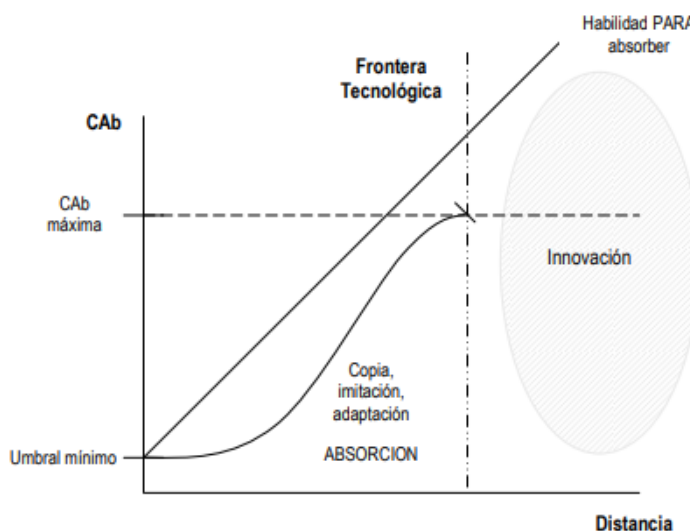 Habilidad PARA
absorber
Frontera
Tecnológica
CAb
CAb
máxima
Innovación
Copia,
imitación,
adaptación
ABSORCION
Umbral mínimo
Distancia